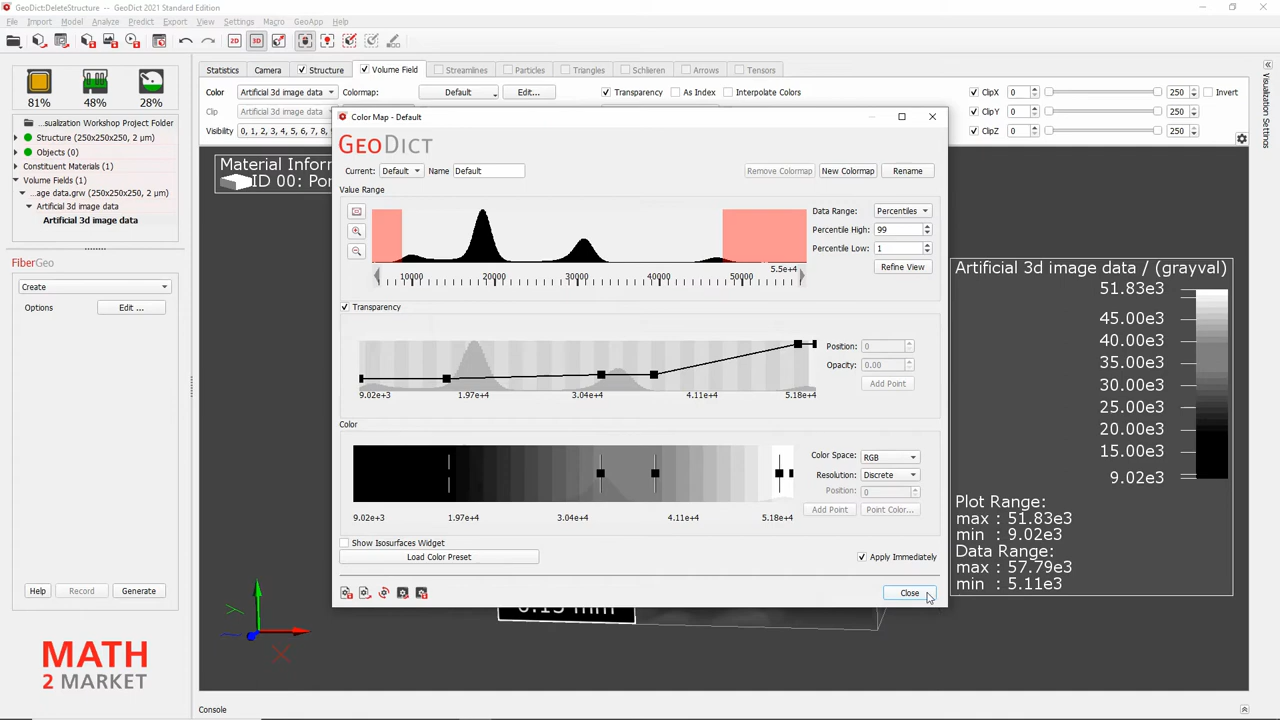 GeoDict:DeleteStructure - GeoDict 2021 Standard Edition
File Import Model Analyze Predict Export View Settings Macro GeoApp Help
2D 3D
81% 48% 28%
...sualization Workshop Project Folder
Structure (250x250x250, 2 µm)
Objects (0)
Constituent Materials (1)
Volume Fields (1)
...age data.grw (250x250x250, 2 µm)
Artificial 3d image data
Artificial 3d image data
FiberGeo
Create
Options Edit ...
Help Record Generate
MATH
2 MARKET
Statistics Camera Structure Volume Field Streamlines Particles Triangles Schlieren Arrows Tensors
Color Artificial 3d image data Colormap: Default Edit... Transparency As Index Interpolate Colors
Clip Artificial 3d image data
Visibility 0, 1, 2, 3, 4, 5, 6, 7, 8,
ClipX 0 250 Invert
ClipY 0 250
ClipZ 0 250
Visualization Settings
Material Infor
ID 00: Por
Color Map - Default
GEODICT
Current: Default Name Default Remove Colormap New Colormap Rename
Value Range
Data Range: Percentiles
Percentile High: 99
Percentile Low: 1
Refine View
10000 20000 30000 40000 50000 5.5e+4
Transparency
Position: 0
Opacity: 0.00
Add Point
9.02e+3 1.97e+4 3.04e+4 4.11e+4 5.18e+4
Color
Color Space: RGB
Resolution: Discrete
Position: 0
Add Point Point Color...
9.02e+3 1.97e+4 3.04e+4 4.11e+4 5.18e+4
Show Isosurfaces Widget
Load Color Preset
Apply Immediately
Close
Artificial 3d image data / (grayval)
51.83e3
45.00e3
40.00e3
35.00e3
30.00e3
25.00e3
20.00e3
15.00e3
9.02e3
Plot Range:
max : 51.83e3
min : 9.02e3
Data Range:
max : 57.79e3
min : 5.11e3
0.15 mm
Console